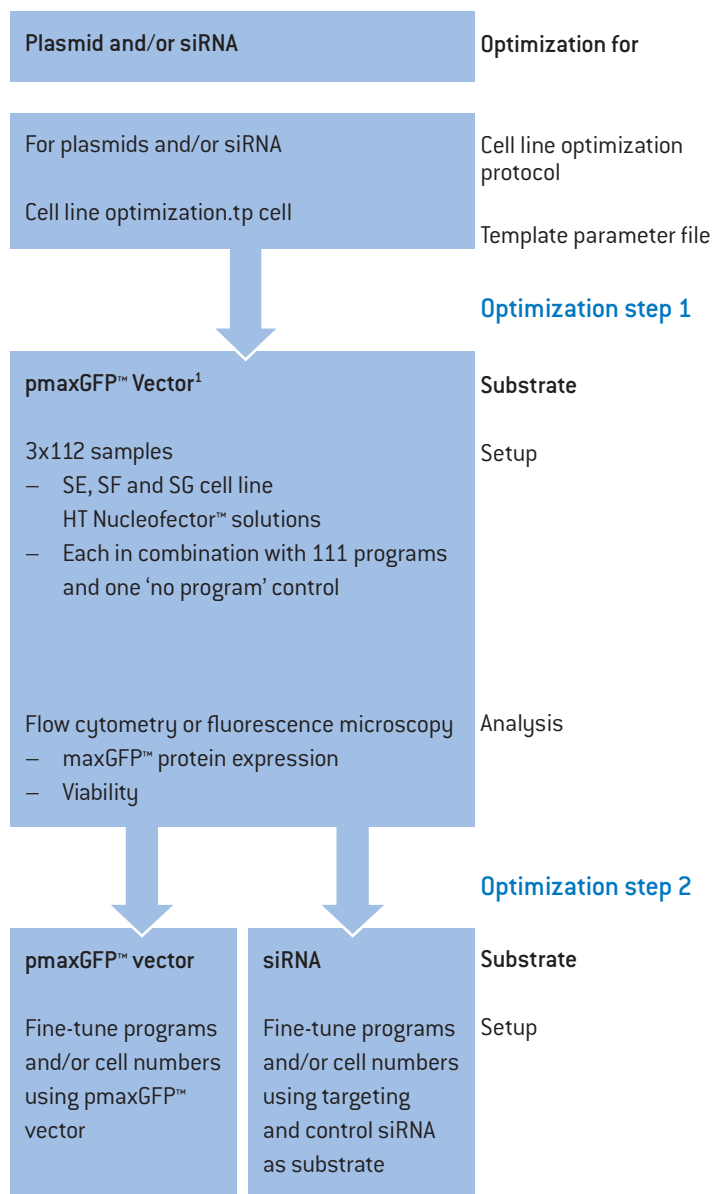 Plasmid and/or siRNA
Optimization for
For plasmids and/or siRNA
Cell line optimization
protocol
Cell line optimization.tp cell
Template parameter file
Optimization step 1
pmaxGFP™ Vector¹
Substrate
3x112 samples
Setup
– SE, SF and SG cell line
HT Nucleofector™ solutions
– Each in combination with 111 programs
and one ‘no program’ control
Flow cytometry or fluorescence microscopy
Analysis
– maxGFP™ protein expression
– Viability
Optimization step 2
pmaxGFP™ vector
siRNA
Substrate
Fine-tune programs
and/or cell numbers
using pmaxGFP™
vector
Fine-tune programs
and/or cell numbers
using targeting
and control siRNA
as substrate
Setup